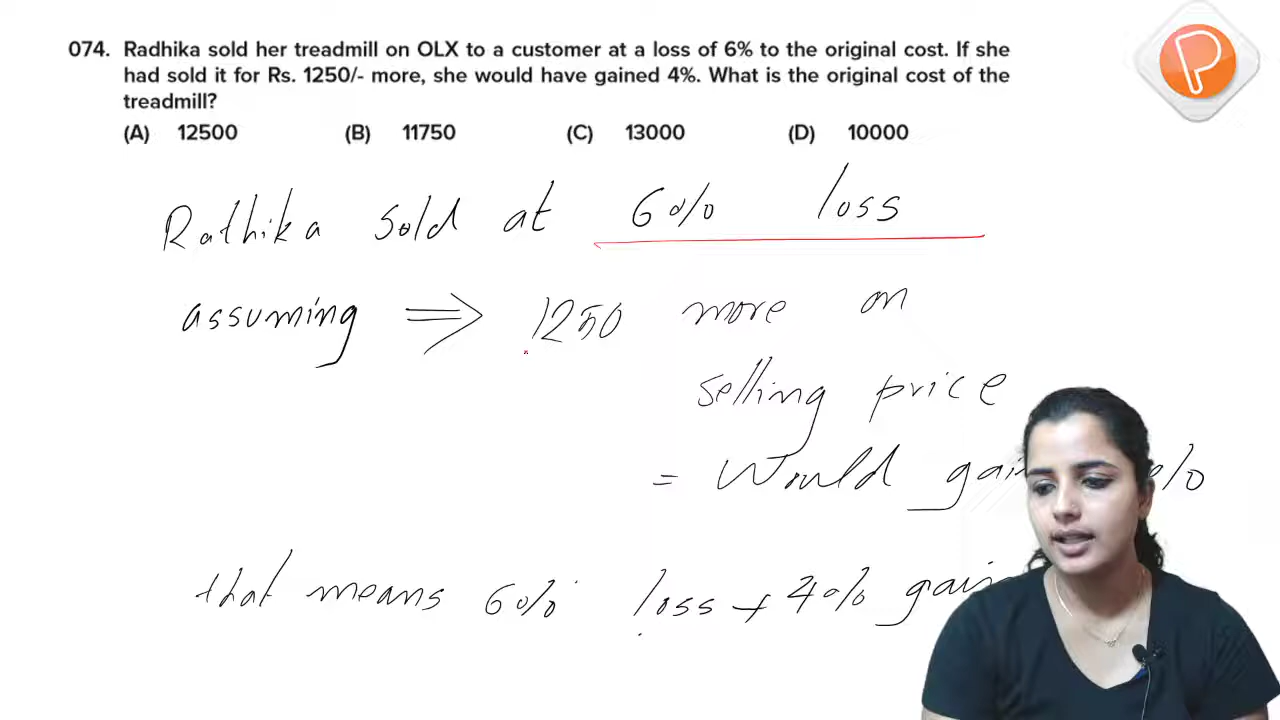 074. Radhika sold her treadmill on OLX to a customer at a loss of 6% to the original cost. If she
had sold it for Rs. 1250/- more, she would have gained 4%. What is the original cost of the
treadmill?
(A) 12500 (B) 11750 (C) 13000 (D) 10000
Rathika sold at 6% loss
assuming ⇒ 1250 more on
selling price
= Would gain %
that means 6% loss + 4% gain